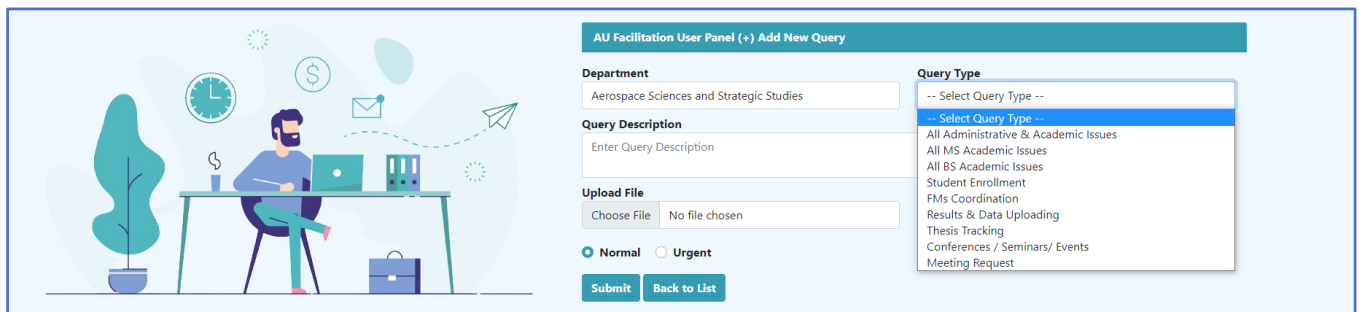 AU Facilitation User Panel (+) Add New Query
Department
Query Type
Aerospace Sciences and Strategic Studies
-- Select Query Type --
-- Select Query Type --
All Administrative & Academic Issues
All MS Academic Issues
All BS Academic Issues
Student Enrollment
FMs Coordination
Results & Data Uploading
Thesis Tracking
Conferences / Seminars/ Events
Meeting Request
Query Description
Enter Query Description
Upload File
Choose File No file chosen
Normal Urgent
Submit Back to List
$